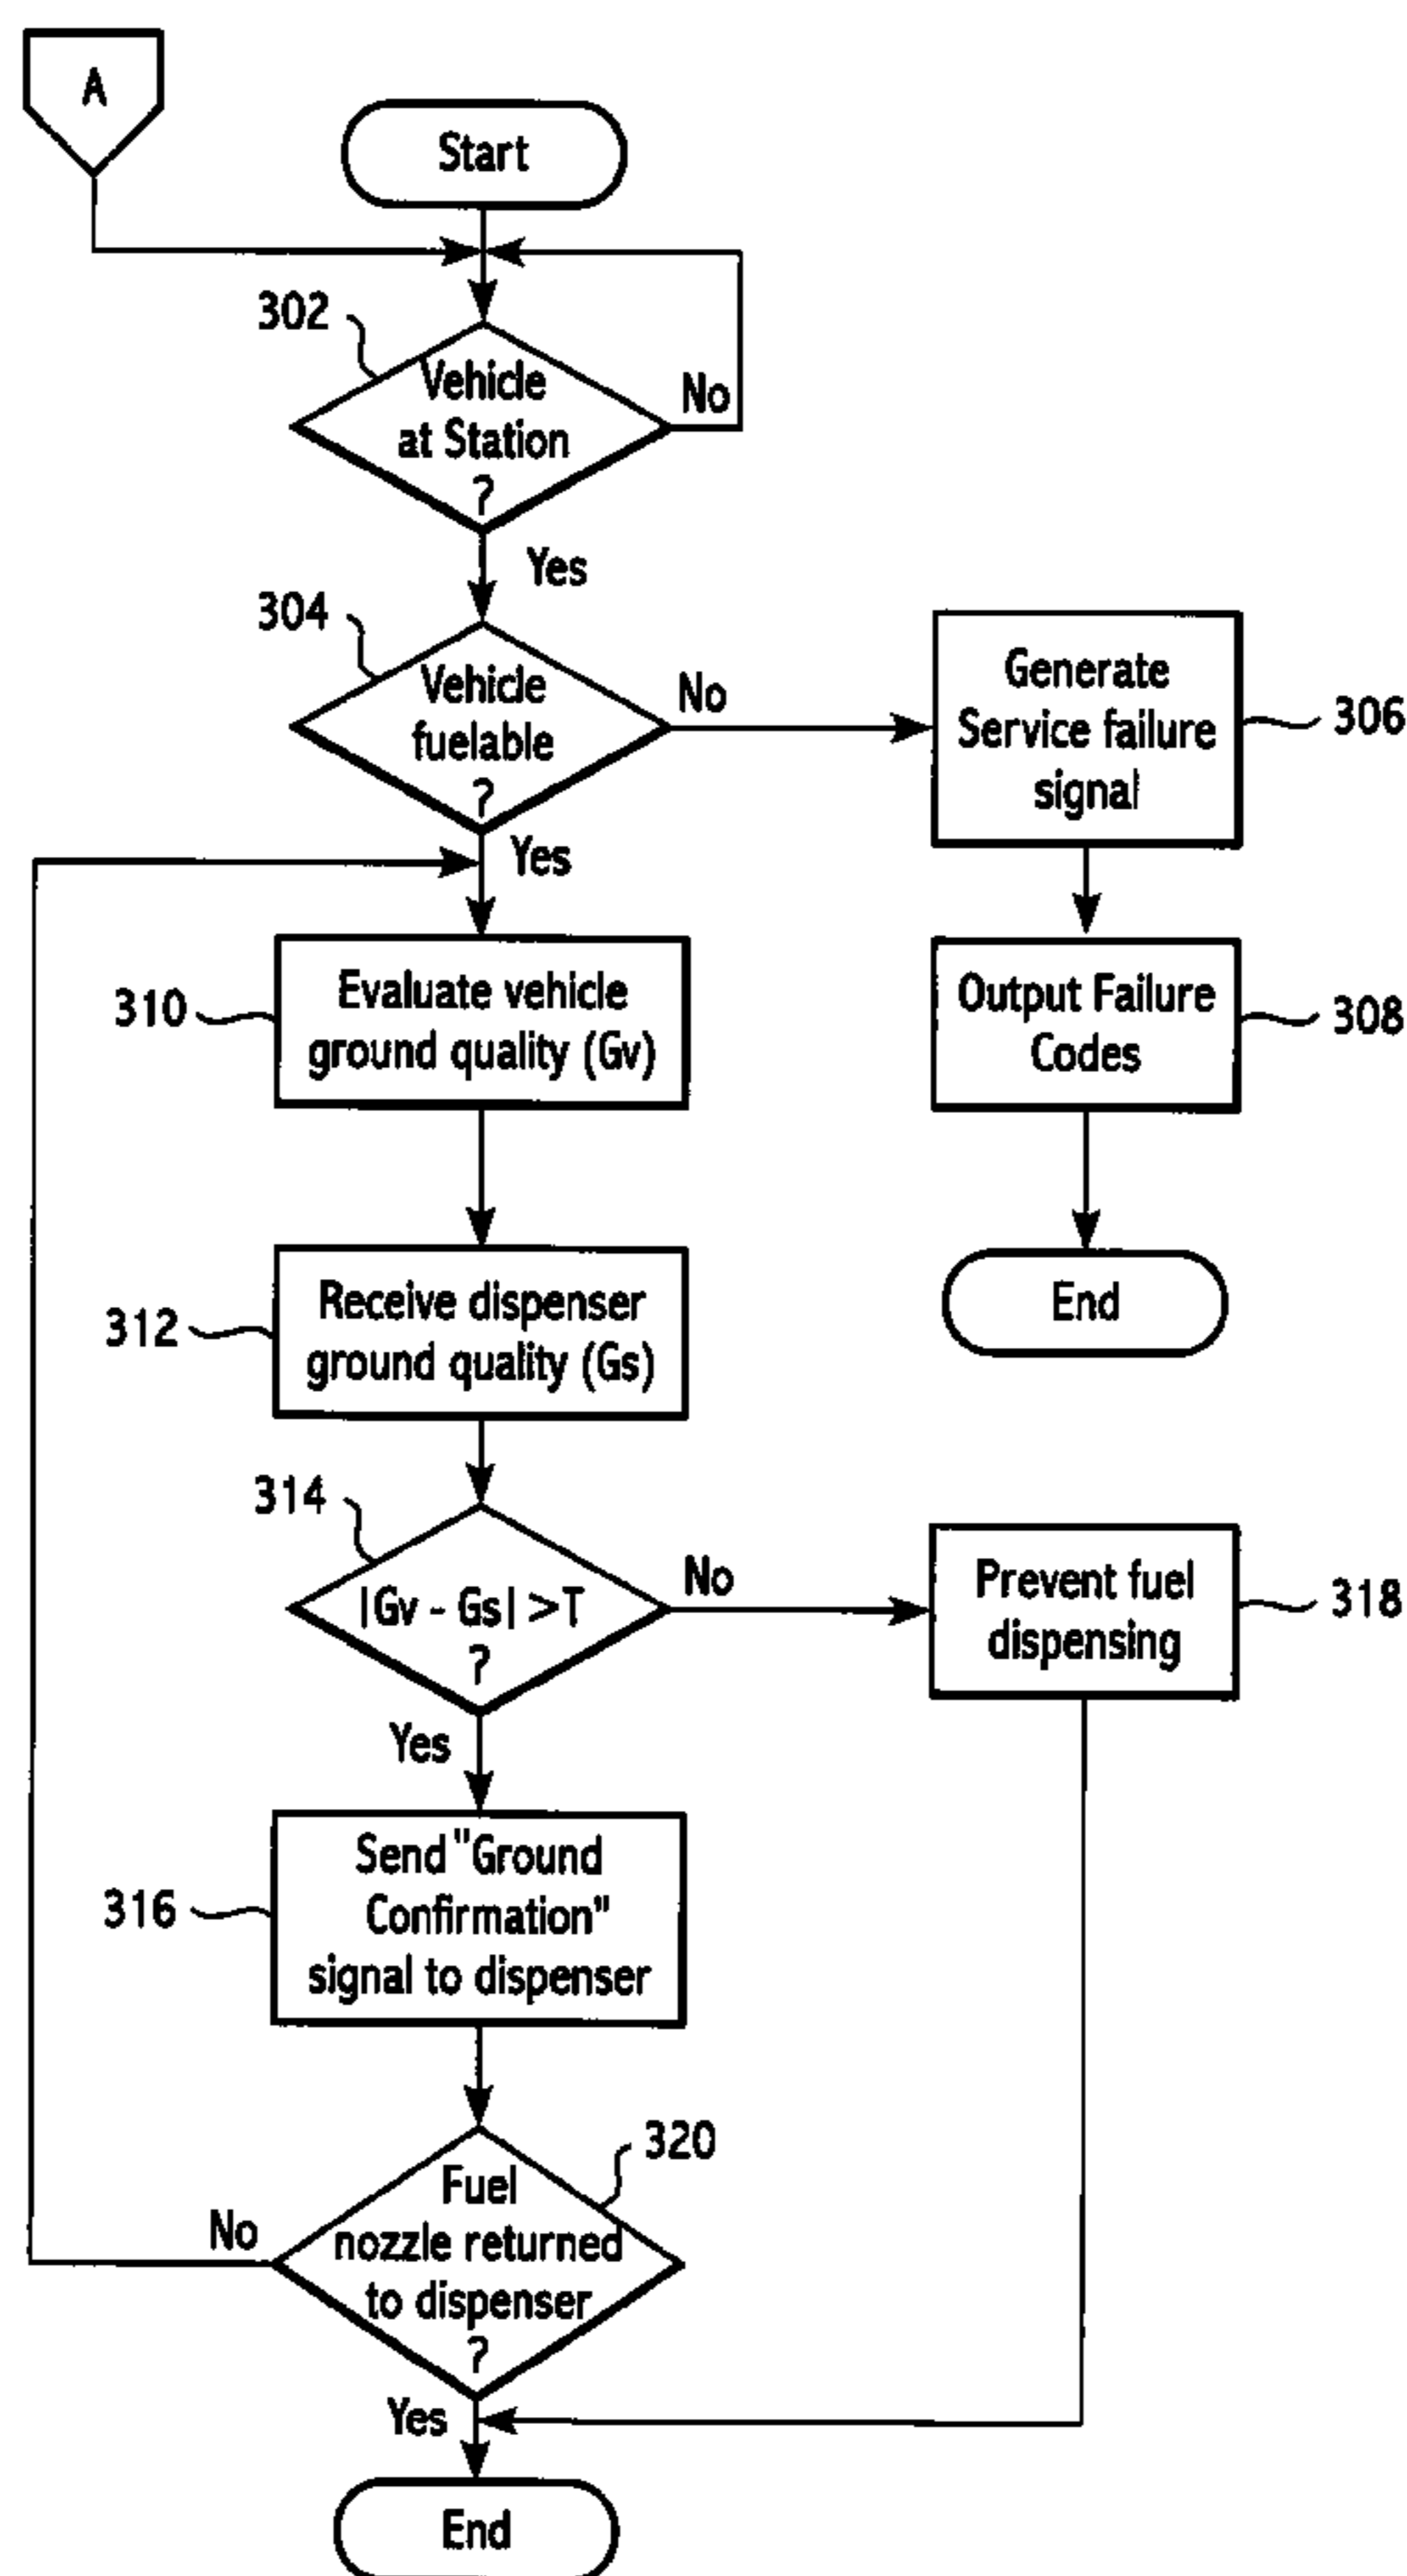 A
Start
302
Vehicle
at Station
?
No
Yes
304
Vehicle
fuelable
?
No
Generate
Service failure
signal
306
Yes
310
Evaluate vehicle
ground quality (Gv)
Output Failure
Codes
308
312
Receive dispenser
ground quality (Gs)
End
314
|Gv - Gs| >T
?
No
Prevent fuel
dispensing
318
Yes
316
Send "Ground
Confirmation"
signal to dispenser
320
Fuel
nozzle returned
to dispenser
?
No
Yes
End